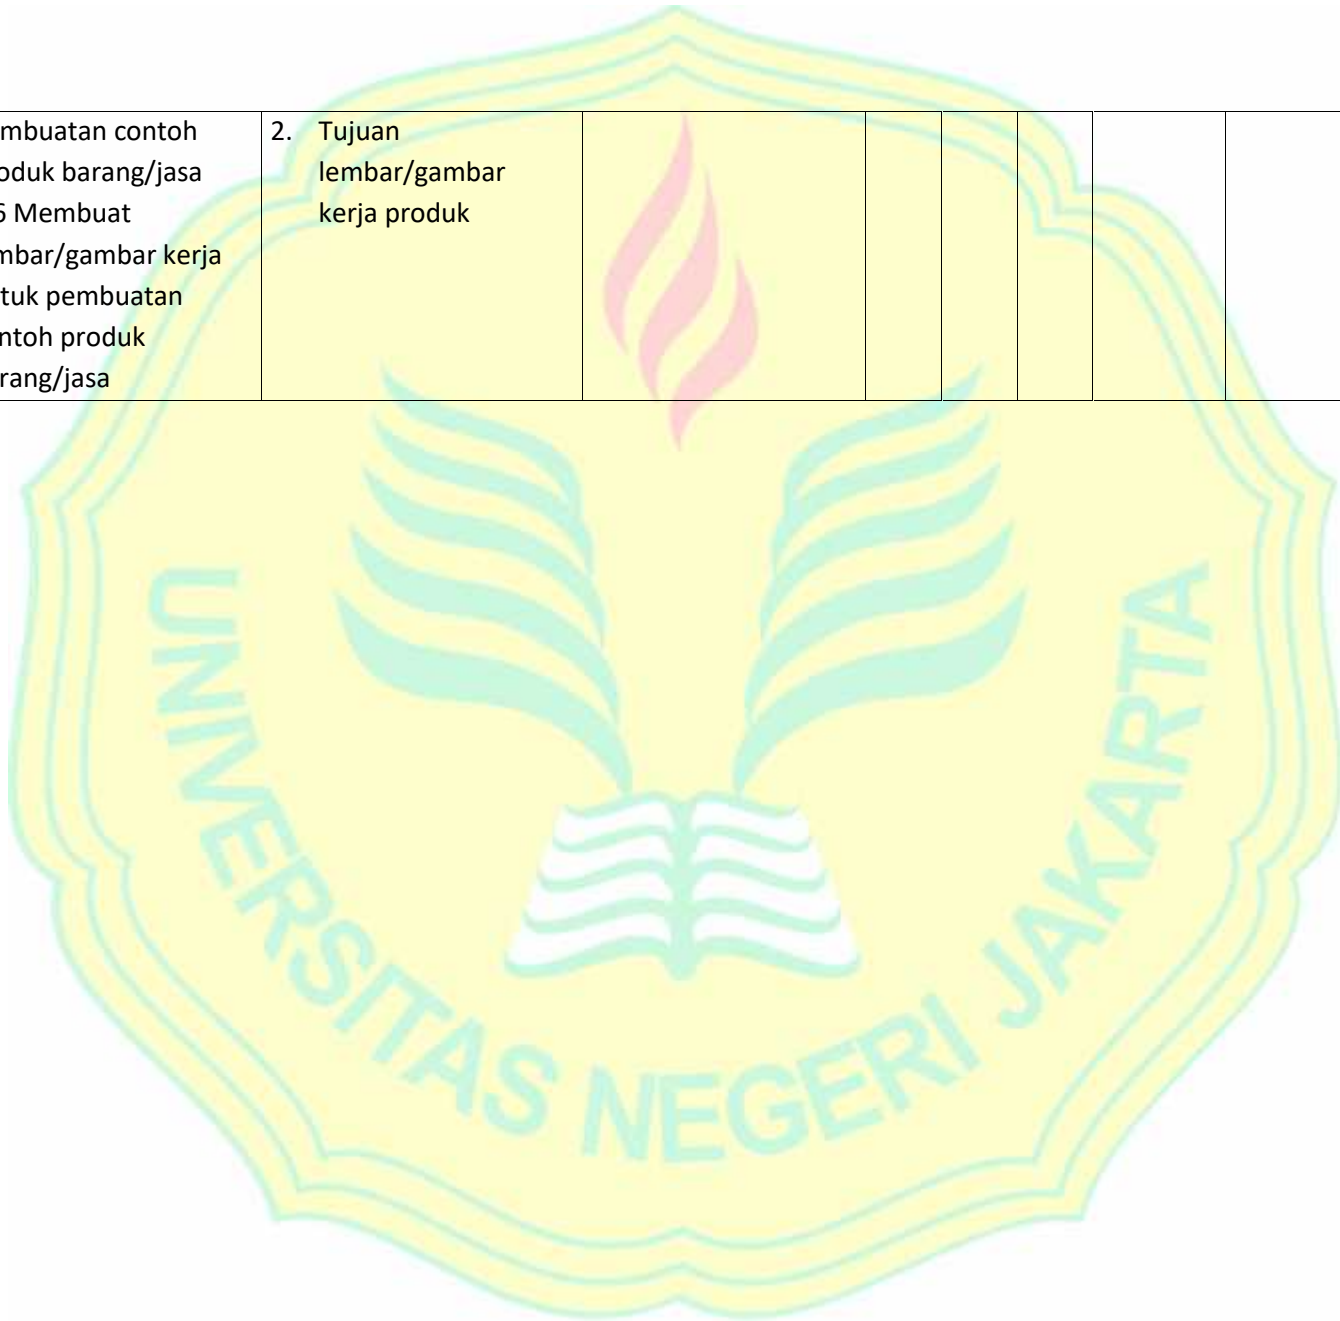 mbuatan contoh
oduk barang/jasa
6 Membuat
mbar/gambar kerja
tuk pembuatan
ntoh produk
rang/jasa
2. Tujuan
lembar/gambar
kerja produk
UNIVERSITAS NEGERI JAKARTA